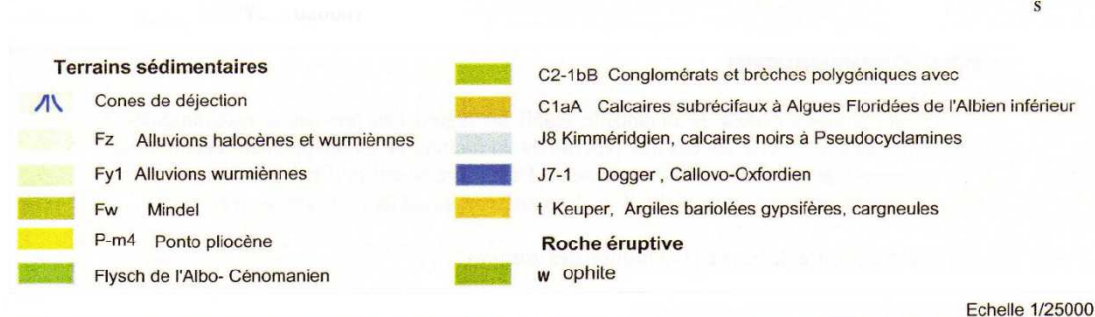 s
Terrains sédimentaires
Cones de déjection
Fz Alluvions halocènes et wurmiènnes
Fy1 Alluvions wurmiènnes
Fw Mindel
P-m4 Ponto pliocène
Flysch de l'Albo- Cénomanien
C2-1bB Conglomérats et brèches polygéniques avec
C1aA Calcaires subrécifaux à Algues Floridées de l'Albien inférieur
J8 Kimméridgien, calcaires noirs à Pseudocyclamines
J7-1 Dogger , Callovo-Oxfordien
t Keuper, Argiles bariolées gypsifères, cargneules
Roche éruptive
w ophite
Echelle 1/25000